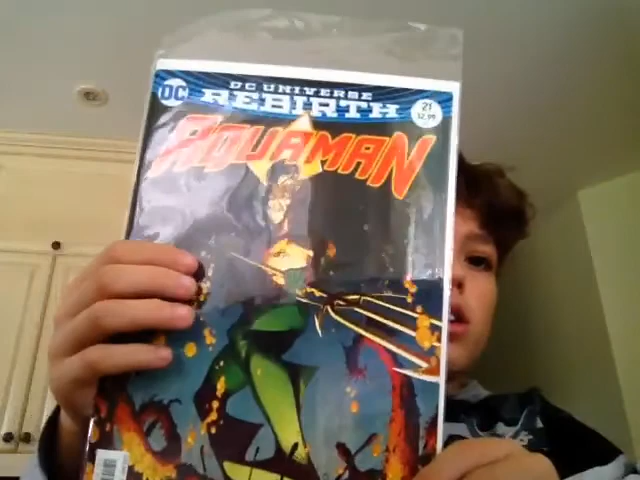 DC
DC UNIVERSE
REBIRTH
21
$2.99
AQUAMAN